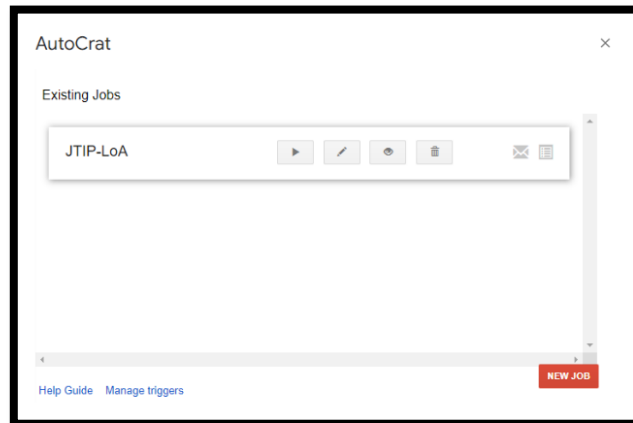 AutoCrat
Existing Jobs
JTIP-LoA
NEW JOB
Help Guide Manage triggers